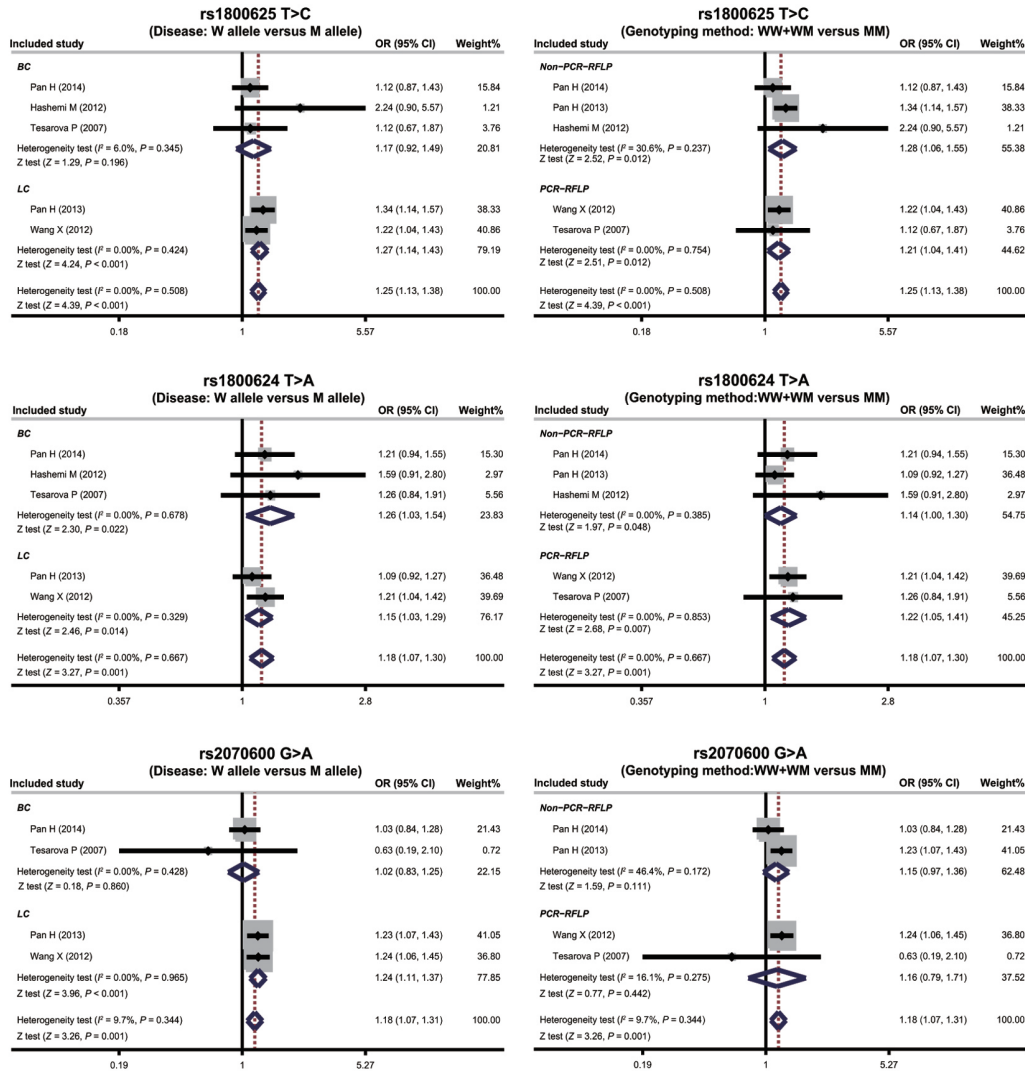 rs1800625 T>C
(Disease: W allele versus M allele)
Included study OR (95% CI) Weight%
BC
Pan H (2014) 1.12 (0.87, 1.43) 15.84
Hashemi M (2012) 2.24 (0.90, 5.57) 1.21
Tesarova P (2007) 1.12 (0.67, 1.87) 3.76
Heterogeneity test (I² = 6.0%, P = 0.345) 1.17 (0.92, 1.49) 20.81
Z test (Z = 1.29, P = 0.196)
LC
Pan H (2013) 1.34 (1.14, 1.57) 38.33
Wang X (2012) 1.22 (1.04, 1.43) 40.86
Heterogeneity test (I² = 0.00%, P = 0.424) 1.27 (1.14, 1.43) 79.19
Z test (Z = 4.24, P < 0.001)
Heterogeneity test (I² = 0.00%, P = 0.508) 1.25 (1.13, 1.38) 100.00
Z test (Z = 4.39, P < 0.001)
0.18 1 5.57
rs1800625 T>C
(Genotyping method: WW+WM versus MM)
Included study OR (95% CI) Weight%
Non−PCR−RFLP
Pan H (2014) 1.12 (0.87, 1.43) 15.84
Pan H (2013) 1.34 (1.14, 1.57) 38.33
Hashemi M (2012) 2.24 (0.90, 5.57) 1.21
Heterogeneity test (I² = 30.6%, P = 0.237) 1.28 (1.06, 1.55) 55.38
Z test (Z = 2.52, P = 0.012)
PCR−RFLP
Wang X (2012) 1.22 (1.04, 1.43) 40.86
Tesarova P (2007) 1.12 (0.67, 1.87) 3.76
Heterogeneity test (I² = 0.00%, P = 0.754) 1.21 (1.04, 1.41) 44.62
Z test (Z = 2.51, P = 0.012)
Heterogeneity test (I² = 0.00%, P = 0.508) 1.25 (1.13, 1.38) 100.00
Z test (Z = 4.39, P < 0.001)
0.18 1 5.57
rs1800624 T>A
(Disease: W allele versus M allele)
Included study OR (95% CI) Weight%
BC
Pan H (2014) 1.21 (0.94, 1.55) 15.30
Hashemi M (2012) 1.59 (0.91, 2.80) 2.97
Tesarova P (2007) 1.26 (0.84, 1.91) 5.56
Heterogeneity test (I² = 0.00%, P = 0.678) 1.26 (1.03, 1.54) 23.83
Z test (Z = 2.30, P = 0.022)
LC
Pan H (2013) 1.09 (0.92, 1.27) 36.48
Wang X (2012) 1.21 (1.04, 1.42) 39.69
Heterogeneity test (I² = 0.00%, P = 0.329) 1.15 (1.03, 1.29) 76.17
Z test (Z = 2.46, P = 0.014)
Heterogeneity test (I² = 0.00%, P = 0.667) 1.18 (1.07, 1.30) 100.00
Z test (Z = 3.27, P = 0.001)
0.357 1 2.8
rs1800624 T>A
(Genotyping method:WW+WM versus MM)
Included study OR (95% CI) Weight%
Non−PCR−RFLP
Pan H (2014) 1.21 (0.94, 1.55) 15.30
Pan H (2013) 1.09 (0.92, 1.27) 36.48
Hashemi M (2012) 1.59 (0.91, 2.80) 2.97
Heterogeneity test (I² = 0.00%, P = 0.385) 1.14 (1.00, 1.30) 54.75
Z test (Z = 1.97, P = 0.048)
PCR−RFLP
Wang X (2012) 1.21 (1.04, 1.42) 39.69
Tesarova P (2007) 1.26 (0.84, 1.91) 5.56
Heterogeneity test (I² = 0.00%, P = 0.853) 1.22 (1.05, 1.41) 45.25
Z test (Z = 2.68, P = 0.007)
Heterogeneity test (I² = 0.00%, P = 0.667) 1.18 (1.07, 1.30) 100.00
Z test (Z = 3.27, P = 0.001)
0.357 1 2.8
rs2070600 G>A
(Disease: W allele versus M allele)
Included study OR (95% CI) Weight%
BC
Pan H (2014) 1.03 (0.84, 1.28) 21.43
Tesarova P (2007) 0.63 (0.19, 2.10) 0.72
Heterogeneity test (I² = 0.00%, P = 0.428) 1.02 (0.83, 1.25) 22.15
Z test (Z = 0.18, P = 0.860)
LC
Pan H (2013) 1.23 (1.07, 1.43) 41.05
Wang X (2012) 1.24 (1.06, 1.45) 36.80
Heterogeneity test (I² = 0.00%, P = 0.965) 1.24 (1.11, 1.37) 77.85
Z test (Z = 3.96, P < 0.001)
Heterogeneity test (I² = 9.7%, P = 0.344) 1.18 (1.07, 1.31) 100.00
Z test (Z = 3.26, P = 0.001)
0.19 1 5.27
rs2070600 G>A
(Genotyping method:WW+WM versus MM)
Included study OR (95% CI) Weight%
Non−PCR−RFLP
Pan H (2014) 1.03 (0.84, 1.28) 21.43
Pan H (2013) 1.23 (1.07, 1.43) 41.05
Heterogeneity test (I² = 46.4%, P = 0.172) 1.15 (0.97, 1.36) 62.48
Z test (Z = 1.59, P = 0.111)
PCR−RFLP
Wang X (2012) 1.24 (1.06, 1.45) 36.80
Tesarova P (2007) 0.63 (0.19, 2.10) 0.72
Heterogeneity test (I² = 16.1%, P = 0.275) 1.16 (0.79, 1.71) 37.52
Z test (Z = 0.77, P = 0.442)
Heterogeneity test (I² = 9.7%, P = 0.344) 1.18 (1.07, 1.31) 100.00
Z test (Z = 3.26, P = 0.001)
0.19 1 5.27